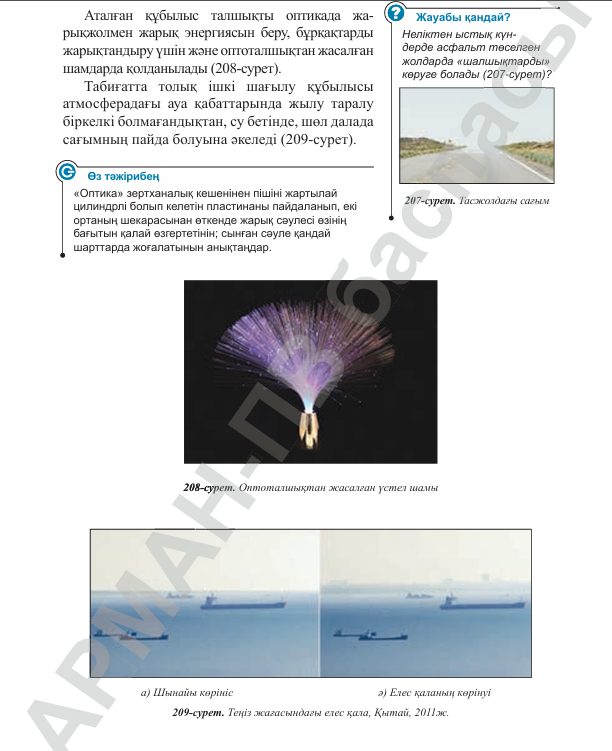 Аталған құбылыс талшықты оптикада жа-
рықжолмен жарық энергиясын беру, бұрқақтарды
жарықтандыру үшін және оптоталшықтан жасалған
шамдарда қолданылады (208-сурет).
Табиғатта толық ішкі шағылу құбылысы
атмосферадағы ауа қабаттарында жылу таралу
біркелкі болмағандықтан, су бетінде, шөл далада
сағымның пайда болуына әкеледі (209-сурет).
Өз тәжірибең
«Оптика» зертханалық кешенінен пішіні жартылай
цилиндрлі болып келетін пластинаны пайдаланып, екі
ортаның шекарасынан өткенде жарық сәулесі өзінің
бағытын қалай өзгертетінін; сынған сәуле қандай
шарттарда жоғалатынын анықтаңдар.
? Жауабы қандай?
Неліктен ыстық күн-
дерде асфальт төселген
жолдарда «шалшықтарды»
көруге болады (207-сурет)?
207-сурет. Тасжолдағы сағым
208-сурет. Оптоталшықтан жасалған үстел шамы
а) Шынайы көрініс
ә) Елес қаланың көрінуі
209-сурет. Теңіз жағасындағы елес қала, Қытай, 2011ж.
АРМАН-ПВ баспасы